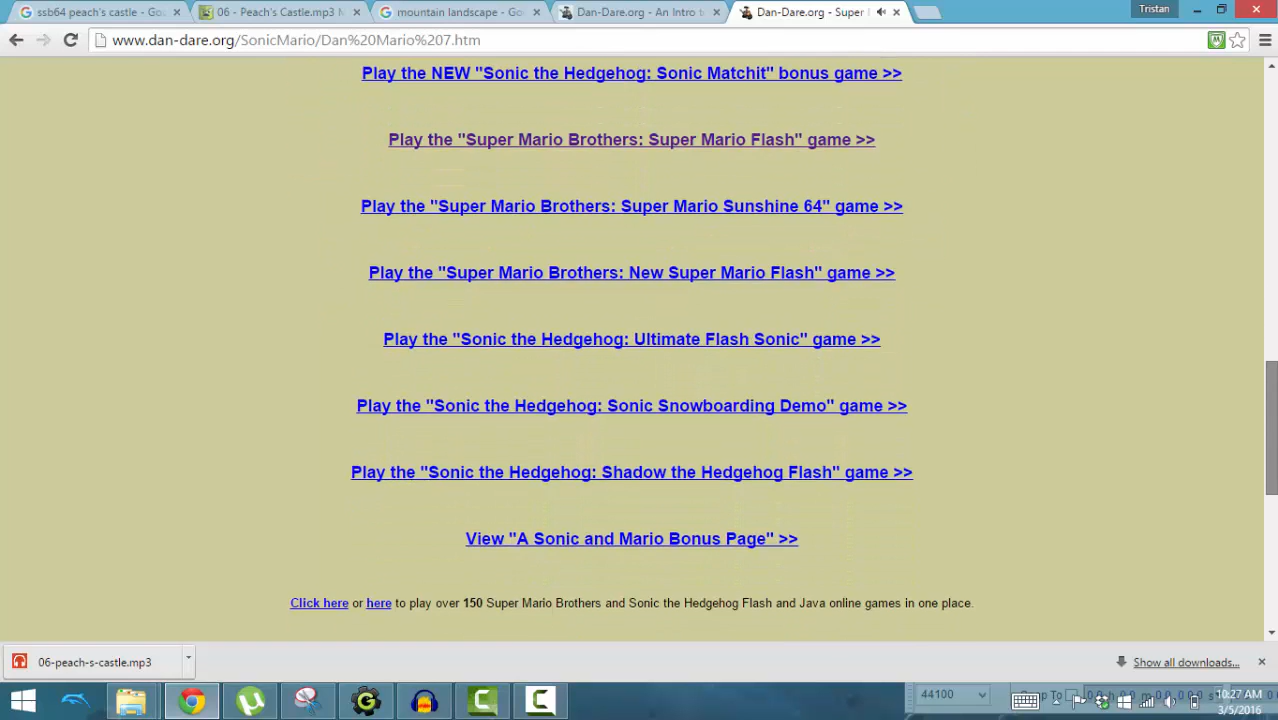 ssb64 peach's castle - Goo
06 - Peach's Castle.mp3 M
mountain landscape - Goo
Dan-Dare.org - An Intro to
Dan-Dare.org - Super
Tristan
www.dan-dare.org/SonicMario/Dan%20Mario%207.htm
Play the NEW "Sonic the Hedgehog: Sonic Matchit" bonus game >>
Play the "Super Mario Brothers: Super Mario Flash" game >>
Play the "Super Mario Brothers: Super Mario Sunshine 64" game >>
Play the "Super Mario Brothers: New Super Mario Flash" game >>
Play the "Sonic the Hedgehog: Ultimate Flash Sonic" game >>
Play the "Sonic the Hedgehog: Sonic Snowboarding Demo" game >>
Play the "Sonic the Hedgehog: Shadow the Hedgehog Flash" game >>
View "A Sonic and Mario Bonus Page" >>
Click here or here to play over 150 Super Mario Brothers and Sonic the Hedgehog Flash and Java online games in one place.
06-peach-s-castle.mp3
Show all downloads...
44100
10:27 AM
3/5/2016